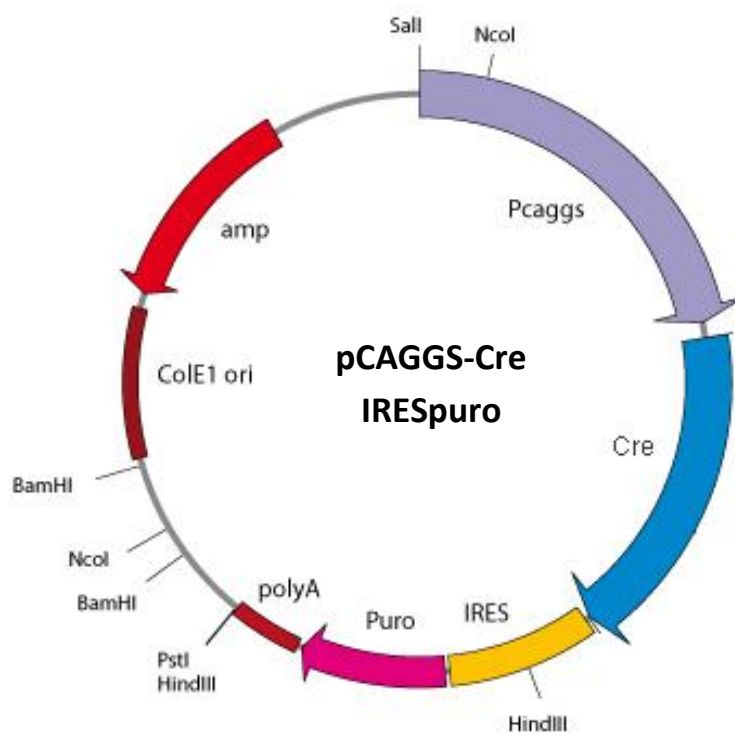 SalI
NcoI
Pcaggs
amp
pCAGGS-Cre
IRESpuro
ColE1 ori
Cre
BamHI
NcoI
BamHI
polyA
Puro
IRES
PstI
HindIII
HindIII